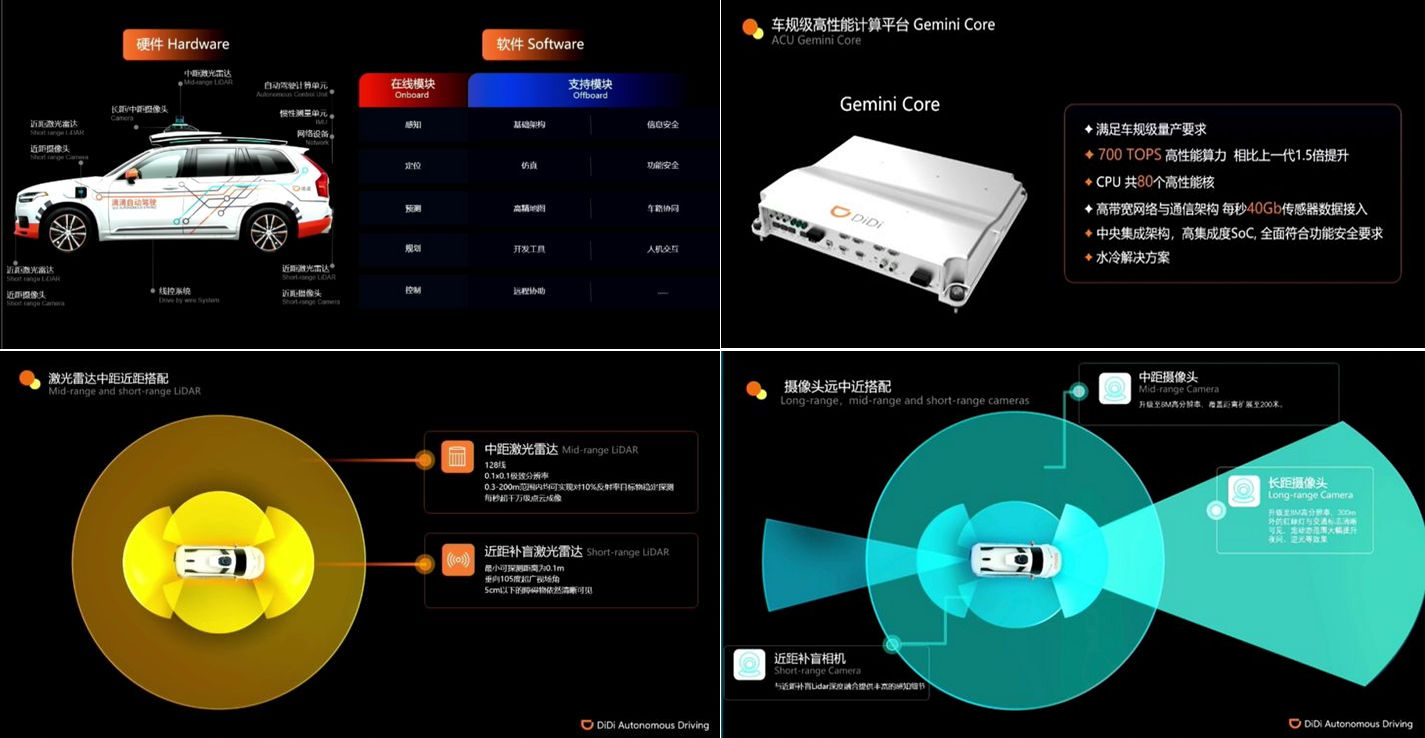 硬件 Hardware
中距激光雷达
Mid-range LiDAR
长距/中距摄像头
Camera
近距激光雷达
Short range LiDAR
近距摄像头
Short range Camera
自动驾驶计算单元
Autonomous Control Unit
惯性测量单元
IMU
网络设备
Network
滴滴自动驾驶
滴滴
近距激光雷达
Short range LiDAR
近距摄像头
Short range Camera
线控系统
Drive by wire System
近距激光雷达
Short-range LiDAR
近距摄像头
Short-range Camera
软件 Software
在线模块
Onboard
支持模块
Offboard
感知 基础架构 信息安全
定位 仿真 功能安全
预测 高精地图 车路协同
规划 开发工具 人机交互
控制 远程协助 —
车规级高性能计算平台 Gemini Core
ACU Gemini Core
Gemini Core
DiDi
满足车规级量产要求
700 TOPS 高性能算力 相比上一代1.5倍提升
CPU 共80个高性能核
高带宽网络与通信架构 每秒40Gb传感器数据接入
中央集成架构，高集成度SoC, 全面符合功能安全要求
水冷解决方案
激光雷达中距近距搭配
Mid-range and short-range LiDAR
中距激光雷达 Mid-range LiDAR
128线
0.1x0.1极致分辨率
0.3-200m范围内均可实现对10%反射率目标物稳定探测
每秒超千万级点云成像
近距补盲激光雷达 Short-range LiDAR
最小可探测距离为0.1m
垂向105度超广视场角
5cm以下的障碍物依然清晰可见
DiDi Autonomous Driving
摄像头远中近搭配
Long-range，mid-range and short-range cameras
中距摄像头
Mid-range Camera
升级至8M高分辨率，覆盖距离扩展至200米。
长距摄像头
Long-range Camera
升级至8M高分辨率，300m
外的红绿灯与交通标志清晰
可见，宽动态范围大幅提升
夜间、逆光等效果
近距补盲相机
Short-range Camera
与近距补盲Lidar深度融合提供丰富的感知细节
DiDi Autonomous Driving